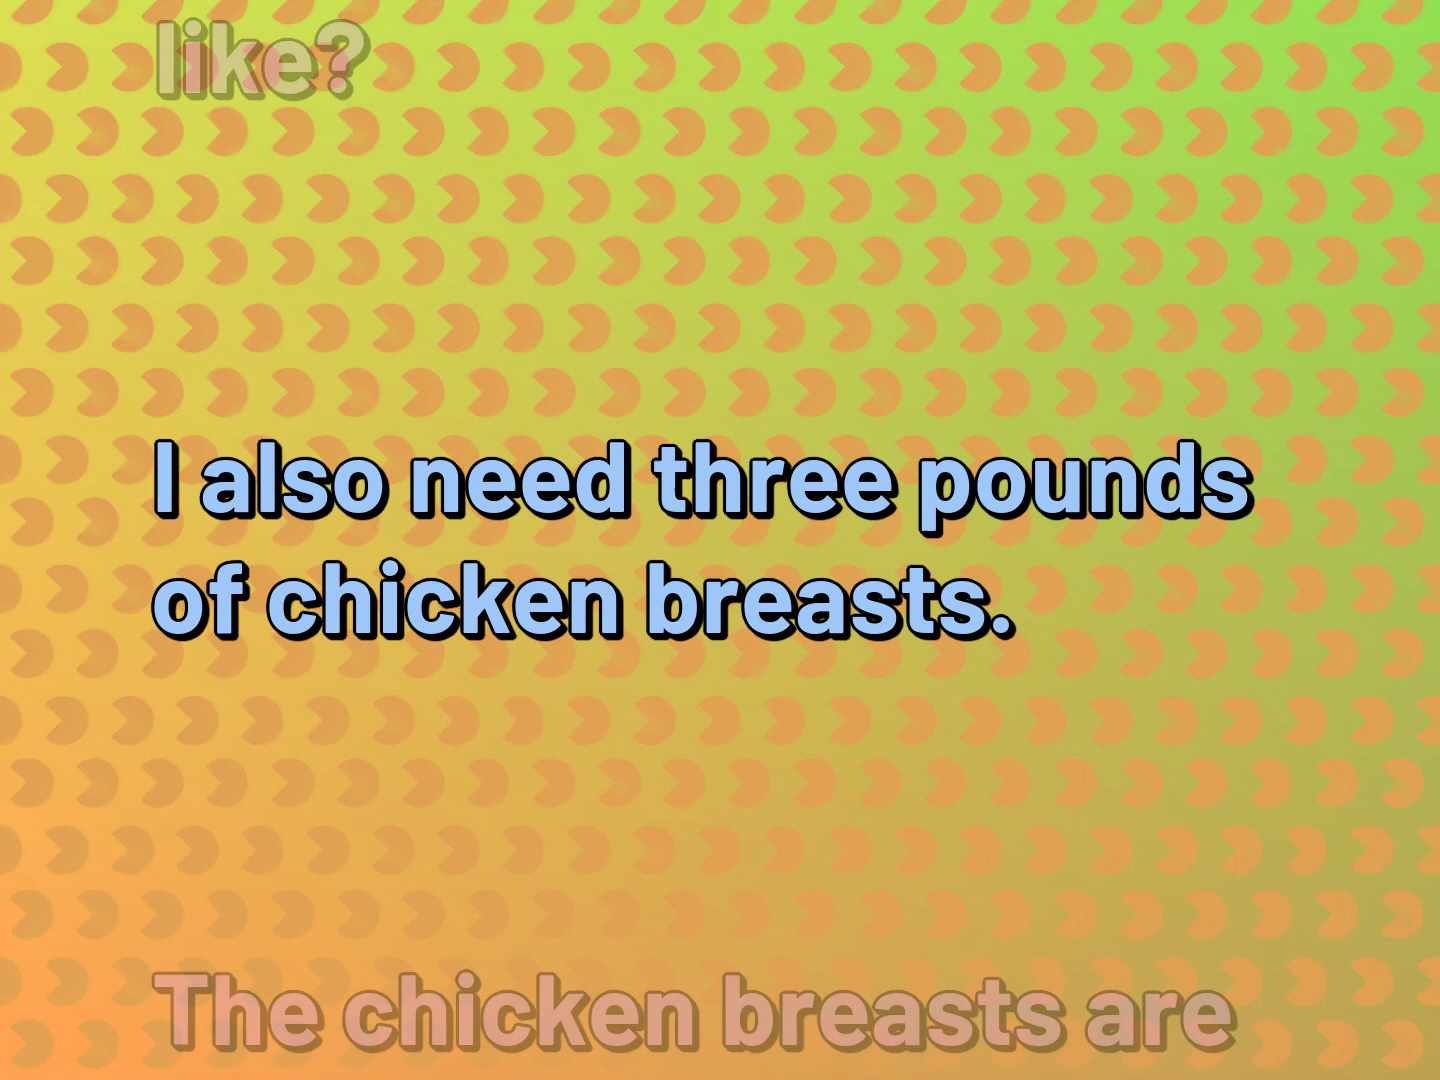 like?
I also need three pounds
of chicken breasts.
The chicken breasts are